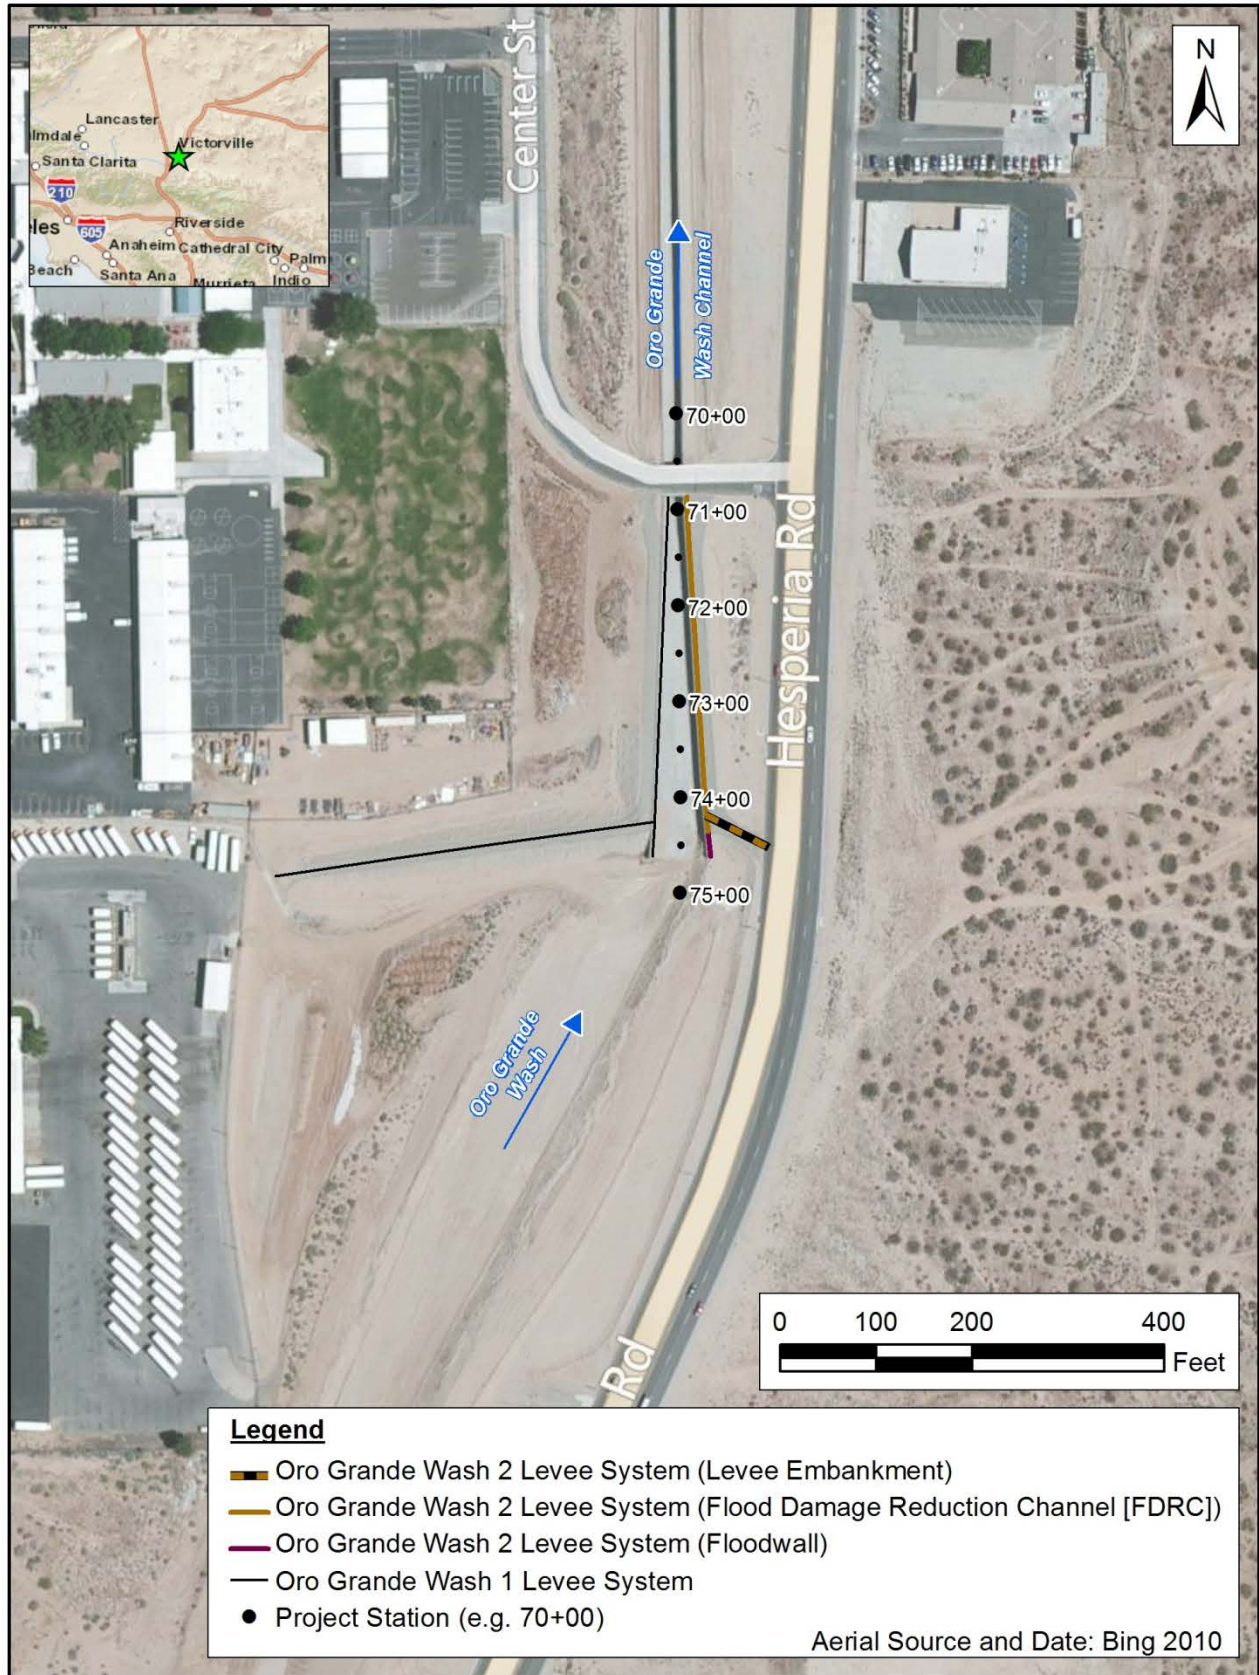 N
Lancaster
lmdale
Victorville
Santa Clarita
210
Riverside
eles
605
Anaheim
Cathedral City
Palm
Beach
Santa Ana
Indio
Murrieta
Center St
Oro Grande
Wash Channel
70+00
71+00
72+00
73+00
74+00
75+00
Hesperia Rd
Oro Grande
Wash
Rd
0 100 200 400
Feet
Legend
Oro Grande Wash 2 Levee System (Levee Embankment)
Oro Grande Wash 2 Levee System (Flood Damage Reduction Channel [FDRC])
Oro Grande Wash 2 Levee System (Floodwall)
Oro Grande Wash 1 Levee System
Project Station (e.g. 70+00)
Aerial Source and Date: Bing 2010